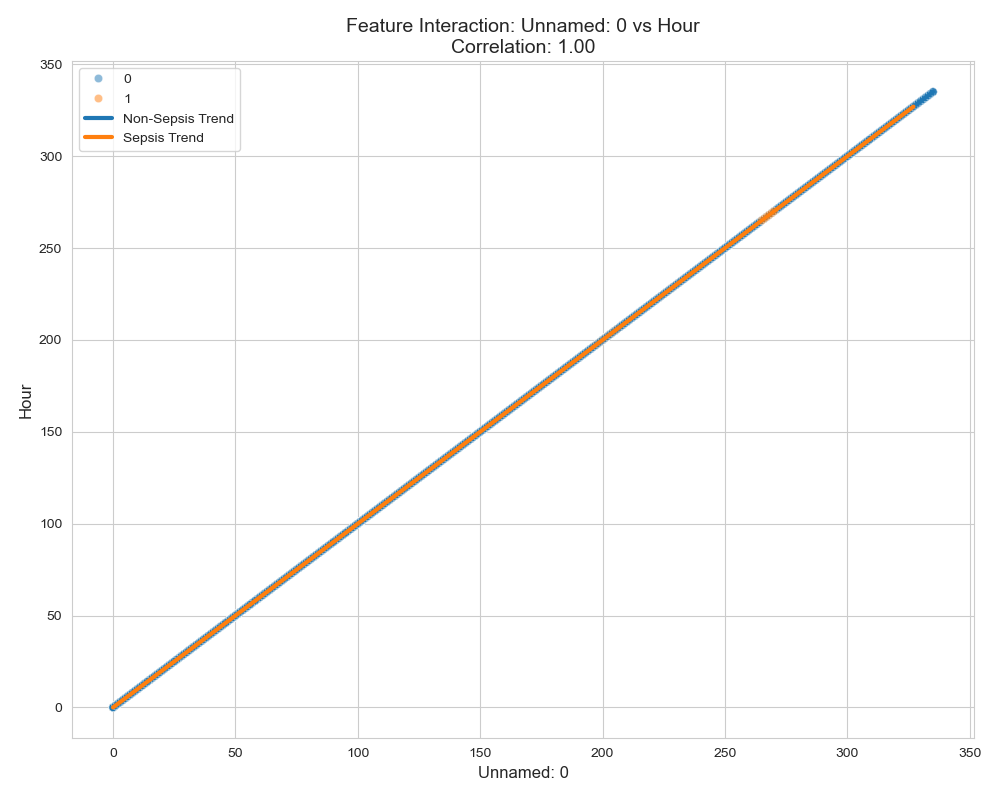 Feature Interaction: Unnamed: 0 vs Hour
Correlation: 1.00
0
1
Non-Sepsis Trend
Sepsis Trend
350
300
250
200
150
100
50
0
Hour
0 50 100 150 200 250 300 350
Unnamed: 0